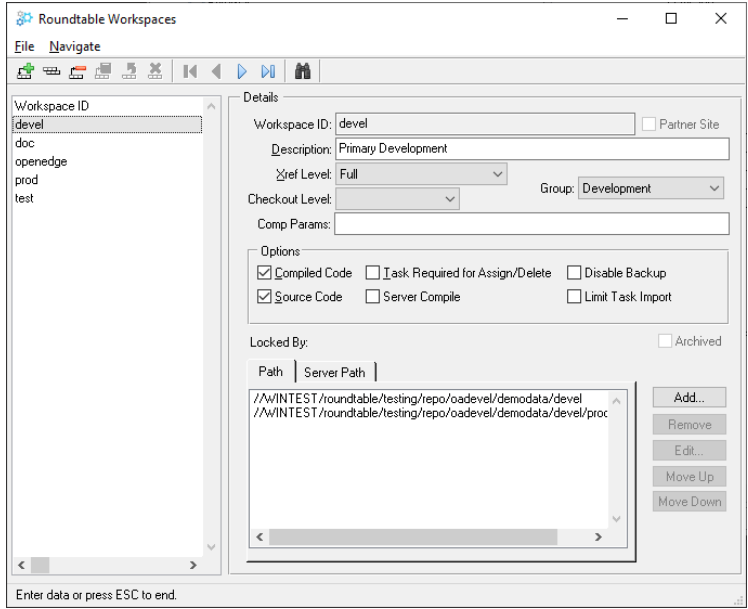 Roundtable Workspaces
File Navigate
Workspace ID
devel
doc
openedge
prod
test
Details
Workspace ID: devel Partner Site
Description: Primary Development
Xref Level: Full
Group: Development
Checkout Level:
Comp Params:
Options
Compiled Code Task Required for Assign/Delete Disable Backup
Source Code Server Compile Limit Task Import
Locked By: Archived
Path Server Path
//WINTEST/roundtable/testing/repo/oadevel/demodata/devel
//WINTEST/roundtable/testing/repo/oadevel/demodata/devel/proc
Add...
Remove
Edit...
Move Up
Move Down
Enter data or press ESC to end.